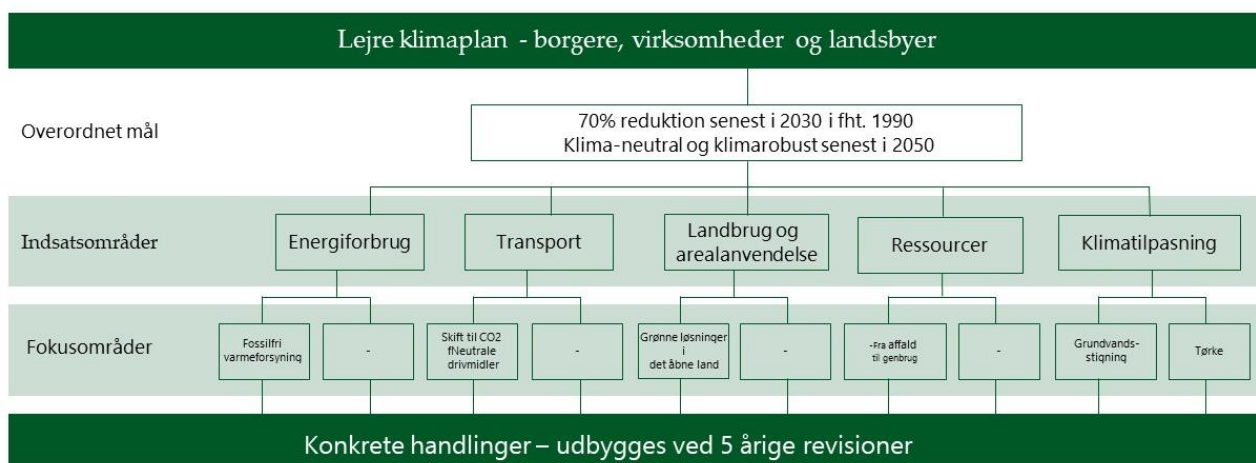 Lejre klimaplan - borgere, virksomheder og landsbyer
Overordnet mål
70% reduktion senest i 2030 i fht. 1990
Klima-neutral og klimarobust senest i 2050
Indsatsområder
Energiforbrug
Transport
Landbrug og
arealanvendelse
Ressourcer
Klimatilpasning
Fokusområder
Fossilfri
varmeforsyning
-
Skift til CO2
fNeutrale
drivmidler
-
Grønne løsninger
i
det åbne land
-
-Fra affald
til genbrug
-
Grundvands-
stigning
Tørke
Konkrete handlinger – udbygges ved 5 årige revisioner